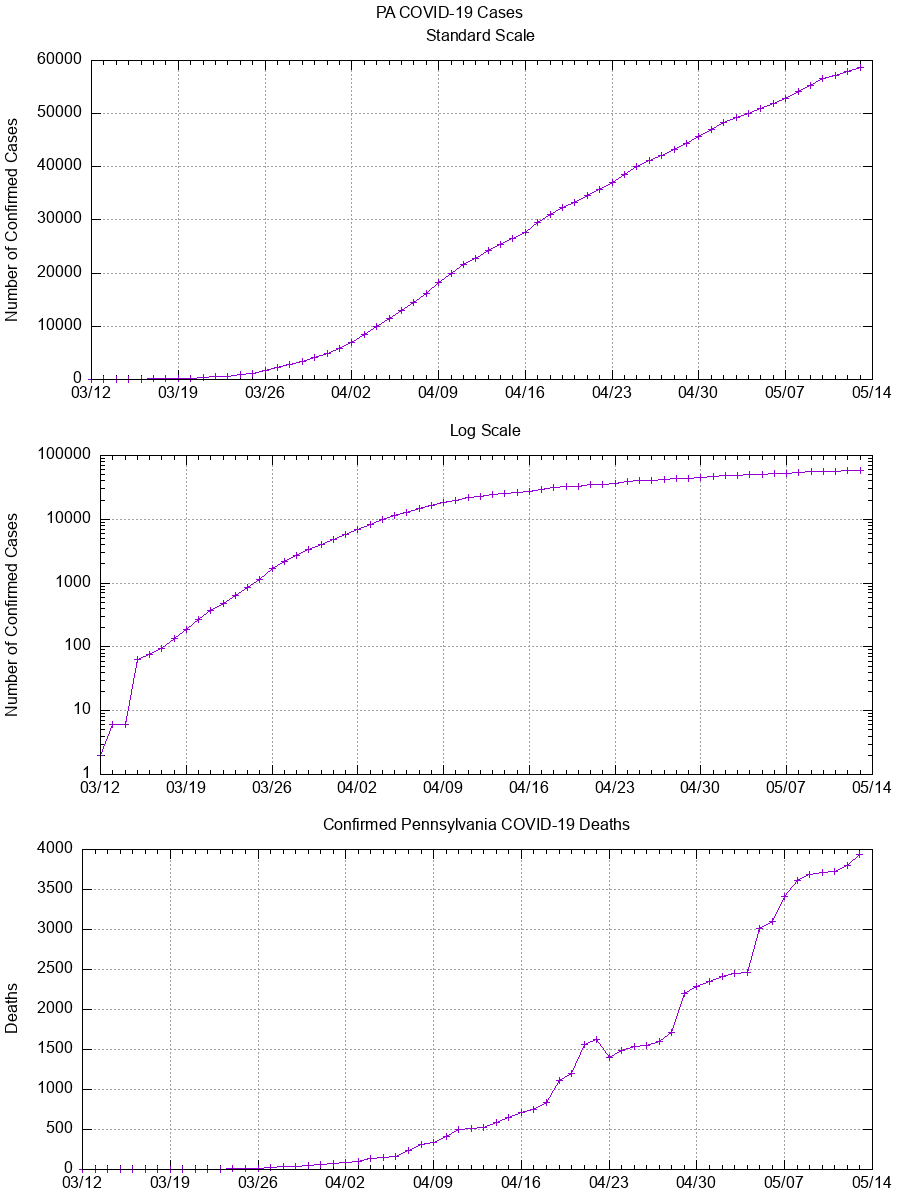 PA COVID-19 Cases
Standard Scale
60000
50000
40000
30000
20000
10000
0
Number of Confirmed Cases
03/12 03/19 03/26 04/02 04/09 04/16 04/23 04/30 05/07 05/14
Log Scale
100000
10000
1000
100
10
1
Number of Confirmed Cases
03/12 03/19 03/26 04/02 04/09 04/16 04/23 04/30 05/07 05/14
Confirmed Pennsylvania COVID-19 Deaths
4000
3500
3000
2500
2000
1500
1000
500
0
Deaths
03/12 03/19 03/26 04/02 04/09 04/16 04/23 04/30 05/07 05/14